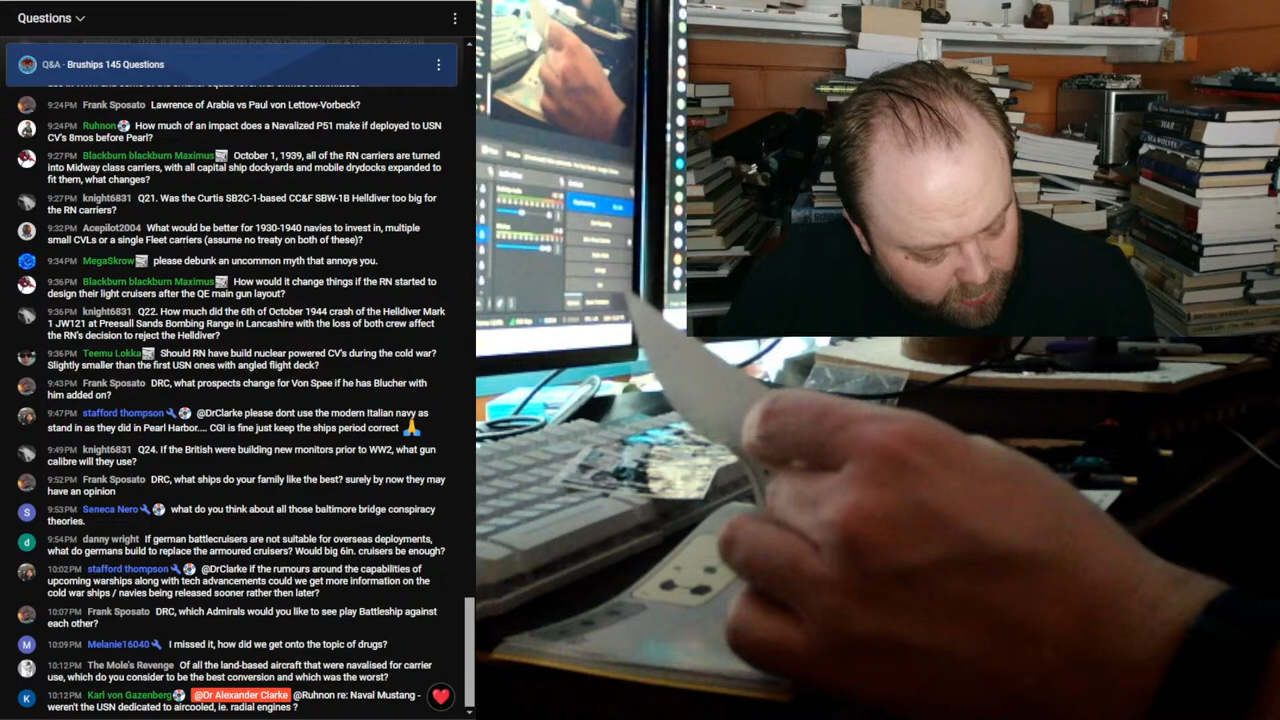 Questions
Q&A · Bruships 145 Questions
9:24PM Frank Sposato Lawrence of Arabia vs Paul von Lettow-Vorbeck?
9:24PM Ruhnon How much of an impact does a Navalized P51 make if deployed to USN
CV's 8mos before Pearl?
9:27PM Blackburn blackburn Maximus October 1, 1939, all of the RN carriers are turned
into Midway class carriers, with all capital ship dockyards and mobile drydocks expanded to
fit them, what changes?
9:27PM knight6831 Q21. Was the Curtis SB2C-1-based CC&F SBW-1B Helldiver too big for
the RN carriers?
9:32PM Acepilot2004 What would be better for 1930-1940 navies to invest in, multiple
small CVLs or a single Fleet carriers (assume no treaty on both of these)?
9:34PM MegaSkrow please debunk an uncommon myth that annoys you.
9:36PM Blackburn blackburn Maximus How would it change things if the RN started to
design their light cruisers after the QE main gun layout?
9:36PM knight6831 Q22. How much did the 6th of October 1944 crash of the Helldiver Mark
1 JW121 at Preesall Sands Bombing Range in Lancashire with the loss of both crew affect
the RN's decision to reject the Helldiver?
9:36PM Teemu Lokka Should RN have build nuclear powered CV's during the cold war?
Slightly smaller than the first USN ones with angled flight deck?
9:43PM Frank Sposato DRC, what prospects change for Von Spee if he has Blucher with
him added on?
9:47PM stafford thompson @DrClarke please dont use the modern Italian navy as
stand in as they did in Pearl Harbor.... CGI is fine just keep the ships period correct 🙏
9:49PM knight6831 Q24. If the British were building new monitors prior to WW2, what gun
calibre will they use?
9:52PM Frank Sposato DRC, what ships do your family like the best? surely by now they may
have an opinion
S 9:53PM Seneca Nero what do you think about all those baltimore bridge conspiracy
theories.
d 9:54PM danny wright If german battlecruisers are not suitable for overseas deployments,
what do germans build to replace the armoured cruisers? Would big 6in. cruisers be enough?
10:02PM stafford thompson @DrClarke if the rumours around the capabilities of
upcoming warships along with tech advancements could we get more information on the
cold war ships / navies being released sooner rather then later?
10:07PM Frank Sposato DRC, which Admirals would you like to see play Battleship against
each other?
M 10:09PM Melanie16040 I missed it, how did we get onto the topic of drugs?
10:12PM The Mole's Revenge Of all the land-based aircraft that were navalised for carrier
use, which do you consider to be the best conversion and which was the worst?
K 10:12PM Karl von Gazenberg @Dr Alexander Clarke @Ruhnon re: Naval Mustang -
weren't the USN dedicated to aircooled, ie. radial engines ?
WAR
SEA WOLVES